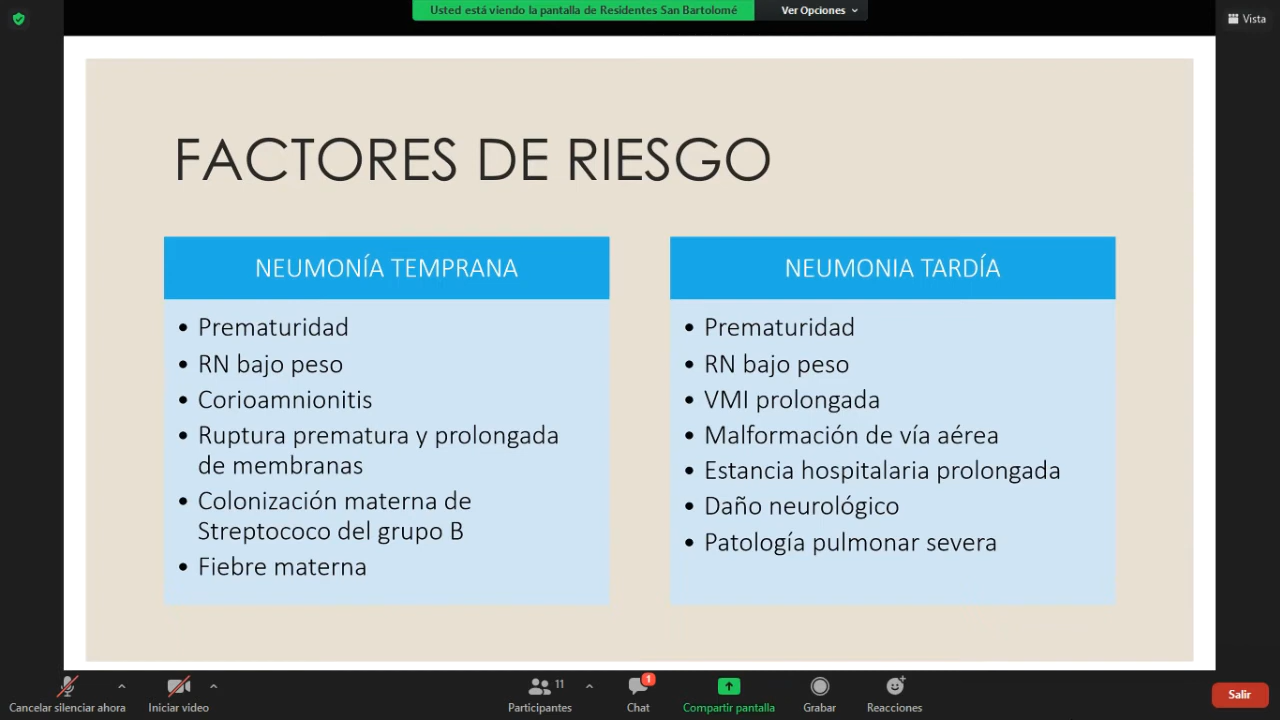 Usted está viendo la pantalla de Residentes San Bartolomé
Ver Opciones
Vista
FACTORES DE RIESGO
NEUMONÍA TEMPRANA
• Prematuridad
• RN bajo peso
• Corioamnionitis
• Ruptura prematura y prolongada
de membranas
• Colonización materna de
Streptococo del grupo B
• Fiebre materna
NEUMONIA TARDÍA
• Prematuridad
• RN bajo peso
• VMI prolongada
• Malformación de vía aérea
• Estancia hospitalaria prolongada
• Daño neurológico
• Patología pulmonar severa
Cancelar silenciar ahora
Iniciar video
11
Participantes
1
Chat
Compartir pantalla
Grabar
Reacciones
Salir